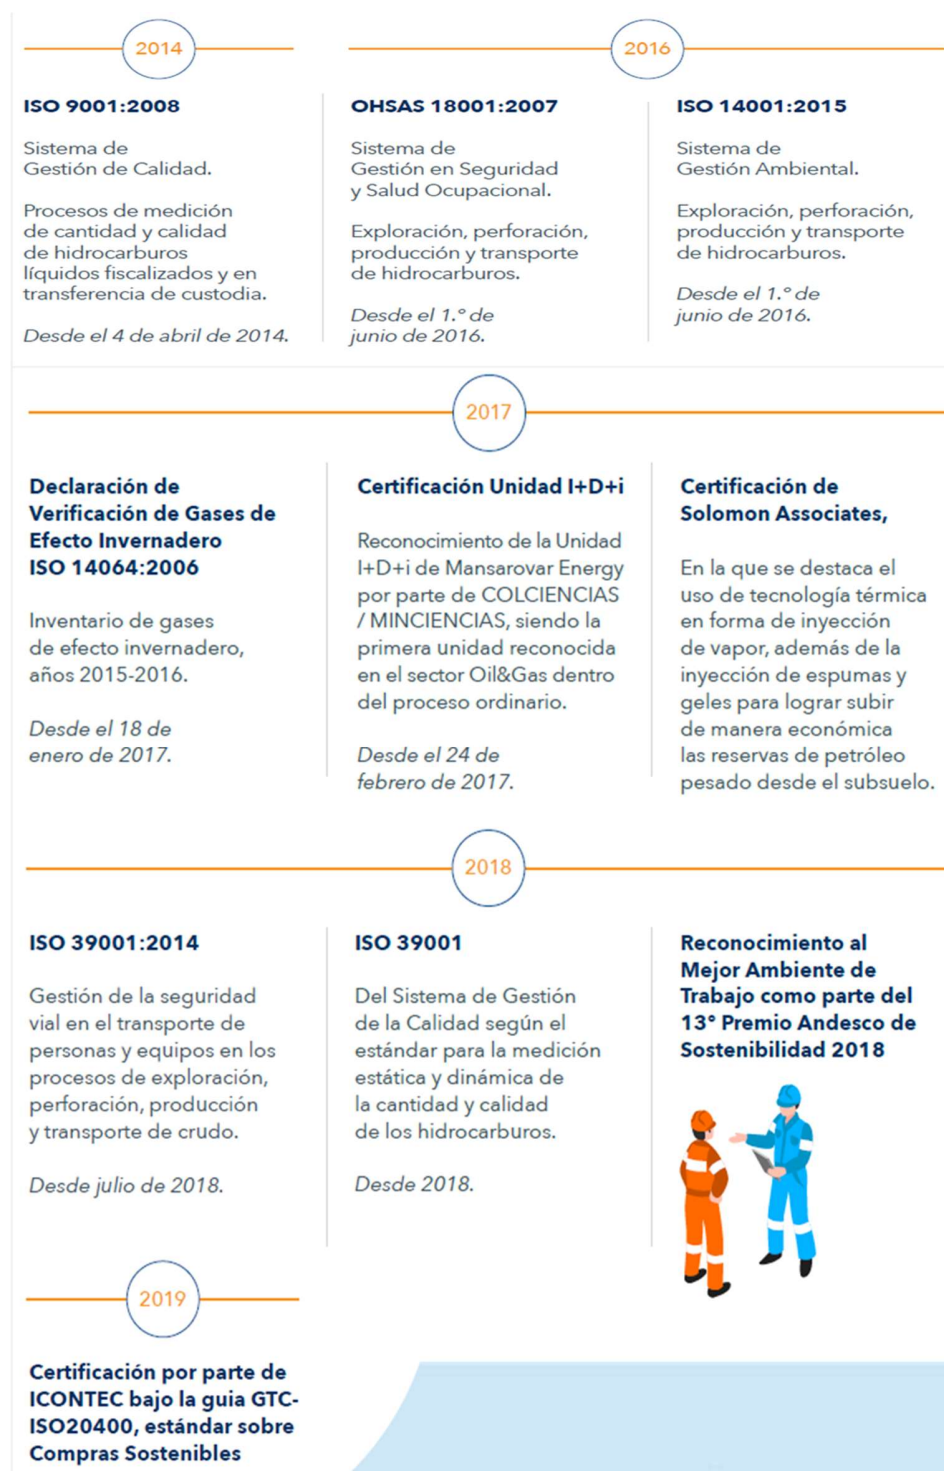 2014
2016
ISO 9001:2008
Sistema de
Gestión de Calidad.
Procesos de medición
de cantidad y calidad
de hidrocarburos
líquidos fiscalizados y en
transferencia de custodia.
Desde el 4 de abril de 2014.
OHSAS 18001:2007
Sistema de
Gestión en Seguridad
y Salud Ocupacional.
Exploración, perforación,
producción y transporte
de hidrocarburos.
Desde el 1.º de
junio de 2016.
ISO 14001:2015
Sistema de
Gestión Ambiental.
Exploración, perforación,
producción y transporte
de hidrocarburos.
Desde el 1.º de
junio de 2016.
2017
Declaración de
Verificación de Gases de
Efecto Invernadero
ISO 14064:2006
Inventario de gases
de efecto invernadero,
años 2015-2016.
Desde el 18 de
enero de 2017.
Certificación Unidad I+D+i
Reconocimiento de la Unidad
I+D+i de Mansarovar Energy
por parte de COLCIENCIAS
/ MINCIENCIAS, siendo la
primera unidad reconocida
en el sector Oil&Gas dentro
del proceso ordinario.
Desde el 24 de
febrero de 2017.
Certificación de
Solomon Associates,
En la que se destaca el
uso de tecnología térmica
en forma de inyección
de vapor, además de la
inyección de espumas y
geles para lograr subir
de manera económica
las reservas de petróleo
pesado desde el subsuelo.
2018
ISO 39001:2014
Gestión de la seguridad
vial en el transporte de
personas y equipos en los
procesos de exploración,
perforación, producción
y transporte de crudo.
Desde julio de 2018.
ISO 39001
Del Sistema de Gestión
de la Calidad según el
estándar para la medición
estática y dinámica de
la cantidad y calidad
de los hidrocarburos.
Desde 2018.
Reconocimiento al
Mejor Ambiente de
Trabajo como parte del
13° Premio Andesco de
Sostenibilidad 2018
2019
Certificación por parte de
ICONTEC bajo la guia GTC-
ISO20400, estándar sobre
Compras Sostenibles